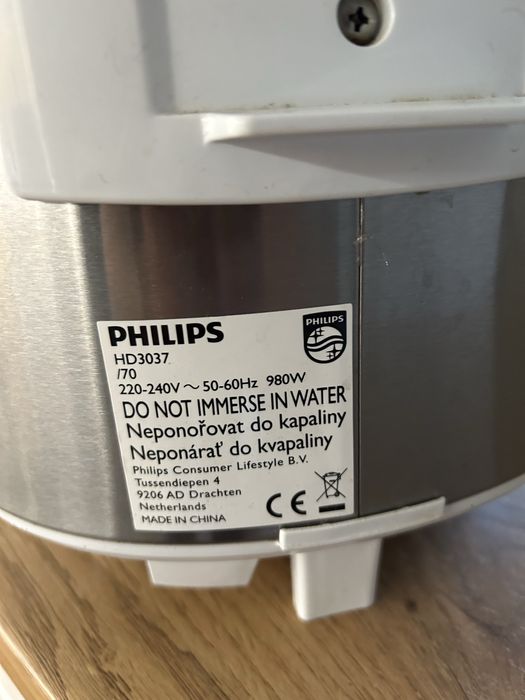 PHILIPS
PHILIPS
HD3037
/70
220-240V ~ 50-60Hz 980W
DO NOT IMMERSE IN WATER
Neponořovat do kapaliny
Neponárať do kvapaliny
Philips Consumer Lifestyle B.V.
Tussendiepen 4
9206 AD Drachten
Netherlands
MADE IN CHINA
CE